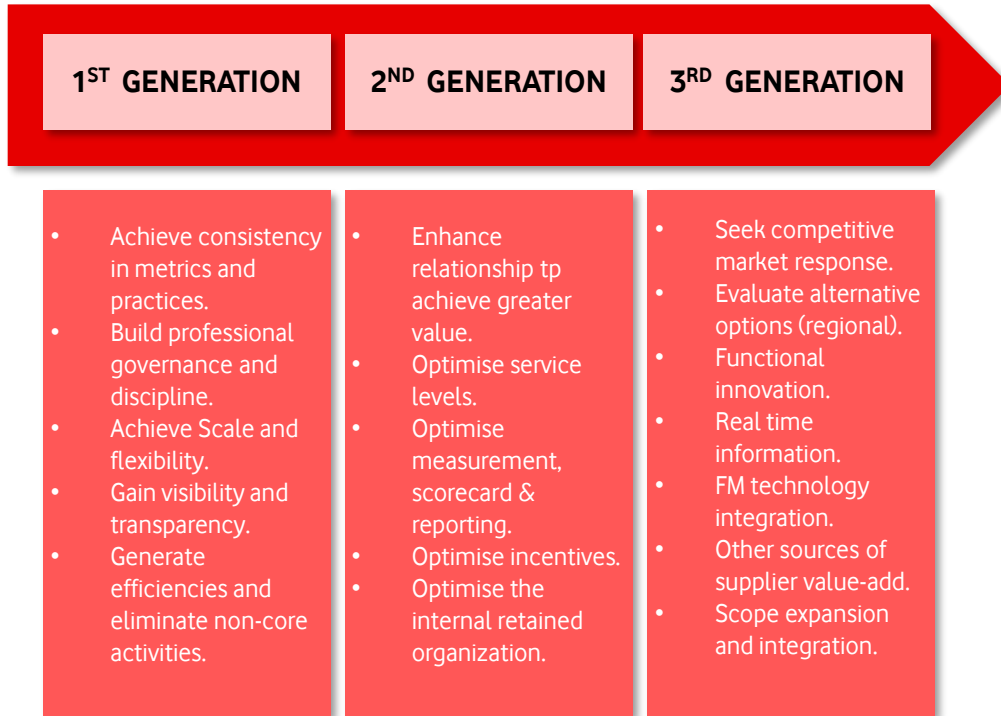 1ST GENERATION
2ND GENERATION
3RD GENERATION
• Achieve consistency
in metrics and
practices.
• Build professional
governance and
discipline.
• Achieve Scale and
flexibility.
• Gain visibility and
transparency.
• Generate
efficiencies and
eliminate non-core
activities.
• Enhance
relationship tp
achieve greater
value.
• Optimise service
levels.
• Optimise
measurement,
scorecard &
reporting.
• Optimise incentives.
• Optimise the
internal retained
organization.
• Seek competitive
market response.
• Evaluate alternative
options (regional).
• Functional
innovation.
• Real time
information.
• FM technology
integration.
• Other sources of
supplier value-add.
• Scope expansion
and integration.